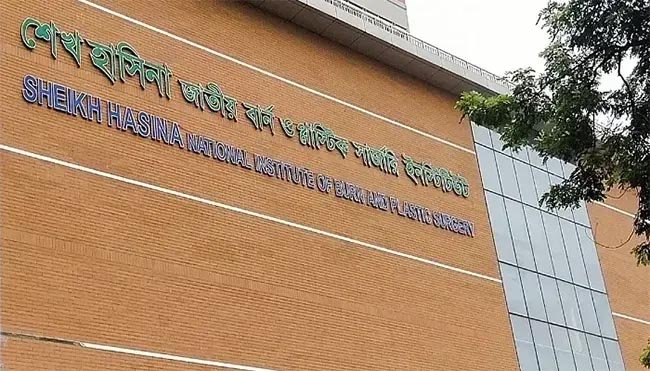 শেখ হাসিনা জাতীয় বার্ন ও প্লাস্টিক সার্জারি ইনস্টিটিউট
SHEIKH HASINA NATIONAL INSTITUTE OF BURN AND PLASTIC SURGERY